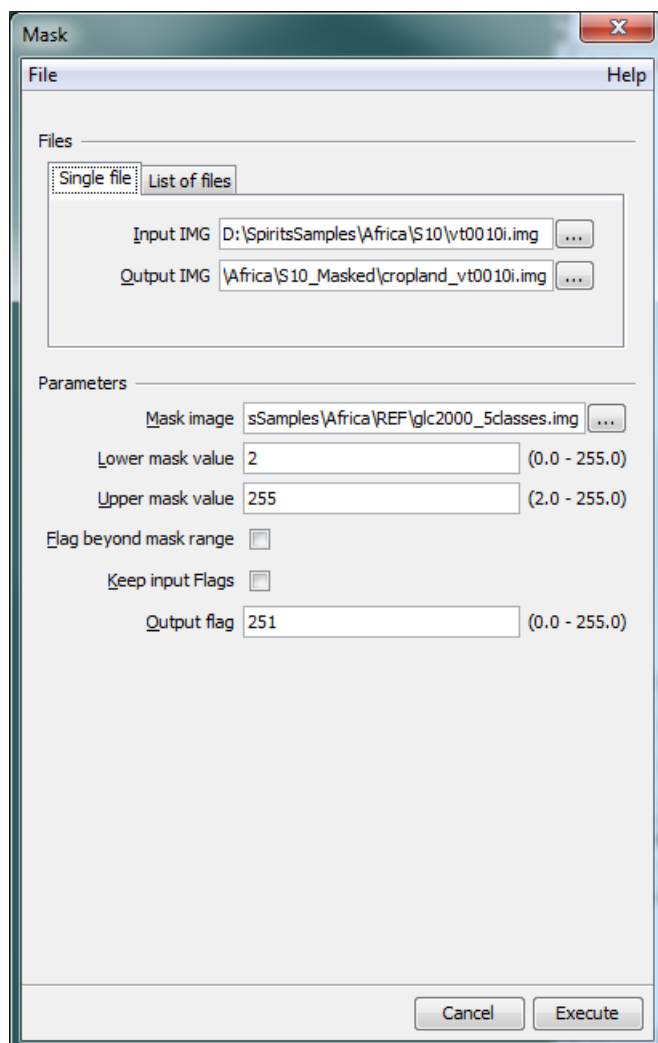 Mask
File Help
Files
Single file List of files
Input IMG D:\SpiritsSamples\Africa\S10\vt0010i.img ...
Output IMG \Africa\S10_Masked\cropland_vt0010i.img ...
Parameters
Mask image sSamples\Africa\REF\glc2000_5classes.img ...
Lower mask value 2 (0.0 - 255.0)
Upper mask value 255 (2.0 - 255.0)
Flag beyond mask range
Keep input Flags
Output flag 251 (0.0 - 255.0)
Cancel Execute